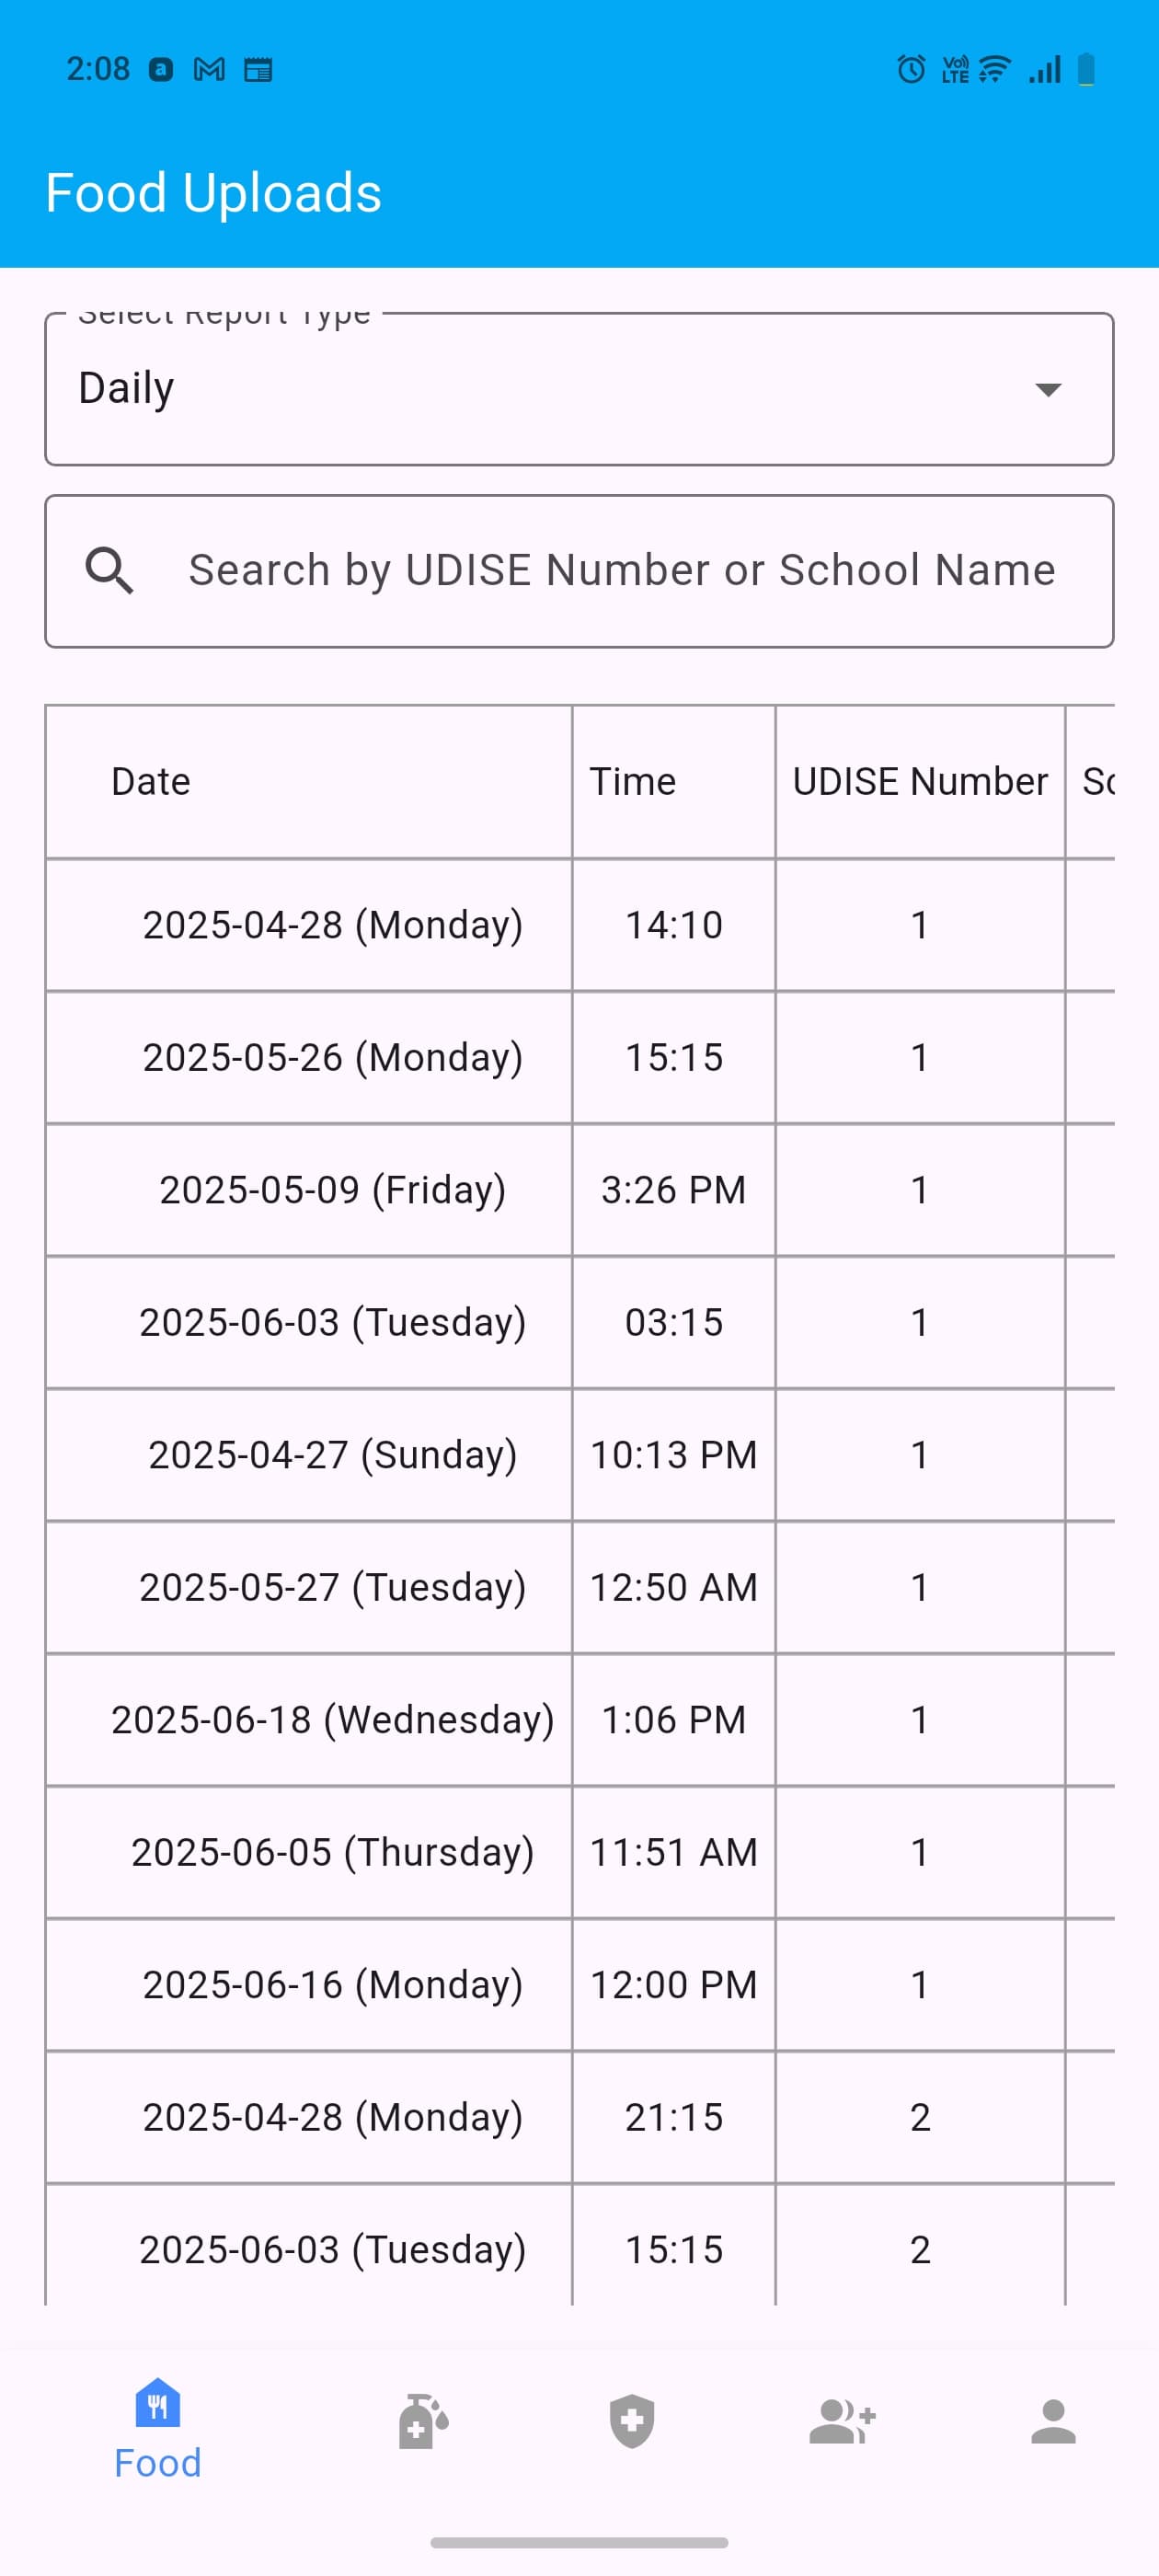 2:08
VoLTE
Food Uploads
Select Report Type
Daily
Search by UDISE Number or School Name
Date Time UDISE Number
2025-04-28 (Monday) 14:10 1
2025-05-26 (Monday) 15:15 1
2025-05-09 (Friday) 3:26 PM 1
2025-06-03 (Tuesday) 03:15 1
2025-04-27 (Sunday) 10:13 PM 1
2025-05-27 (Tuesday) 12:50 AM 1
2025-06-18 (Wednesday) 1:06 PM 1
2025-06-05 (Thursday) 11:51 AM 1
2025-06-16 (Monday) 12:00 PM 1
2025-04-28 (Monday) 21:15 2
2025-06-03 (Tuesday) 15:15 2
Food